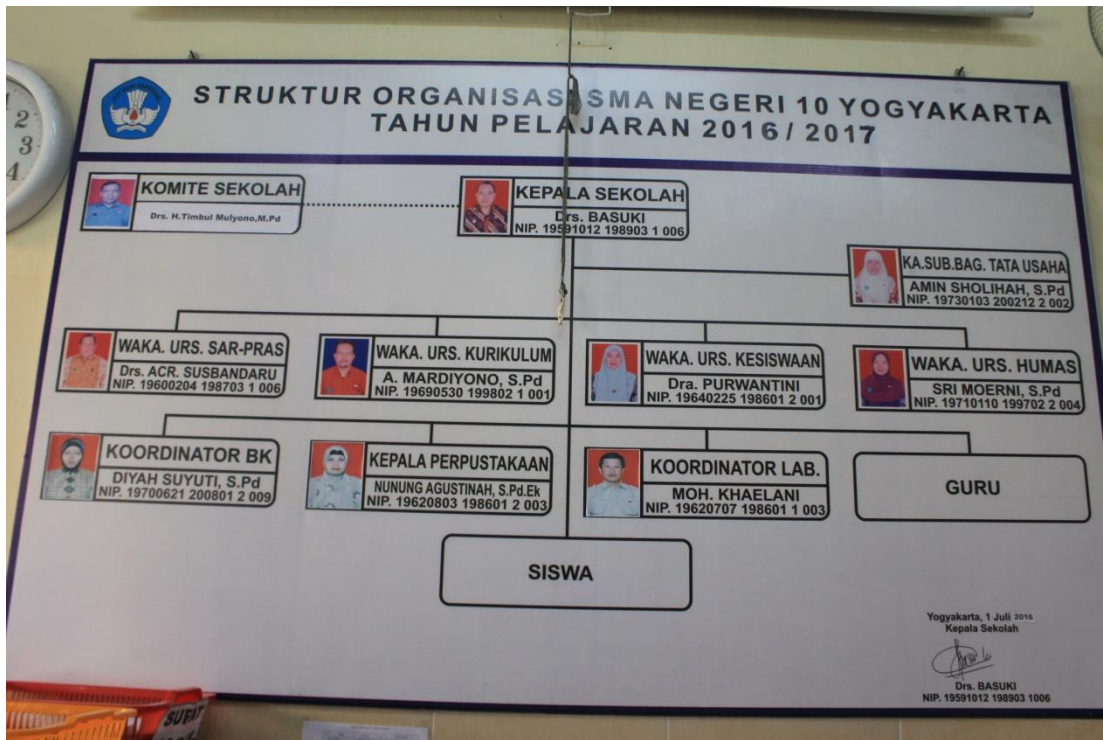 STRUKTUR ORGANISASI SMA NEGERI 10 YOGYAKARTA
TAHUN PELAJARAN 2016 / 2017
KOMITE SEKOLAH
Drs. H.Timbul Mulyono,M.Pd
KEPALA SEKOLAH
Drs. BASUKI
NIP. 19591012 198903 1 006
KA.SUB.BAG. TATA USAHA
AMIN SHOLIHAH, S.Pd
NIP. 19730103 200212 2 002
WAKA. URS. SAR-PRAS
Drs. ACR. SUSBANDARU
NIP. 19600204 198703 1 006
WAKA. URS. KURIKULUM
A. MARDIYONO, S.Pd
NIP. 19690530 199802 1 001
WAKA. URS. KESISWAAN
Dra. PURWANTINI
NIP. 19640225 198601 2 001
WAKA. URS. HUMAS
SRI MOERNI, S.Pd
NIP. 19710110 199702 2 004
KOORDINATOR BK
DIYAH SUYUTI, S.Pd
NIP. 19700621 200801 2 009
KEPALA PERPUSTAKAAN
NUNUNG AGUSTINAH, S.Pd.Ek
NIP. 19620803 198601 2 003
KOORDINATOR LAB.
MOH. KHAELANI
NIP. 19620707 198601 1 003
GURU
SISWA
Yogyakarta, 1 Juli 2016
Kepala Sekolah
Drs. BASUKI
NIP. 19591012 198903 1006
2
3
4
SURAT